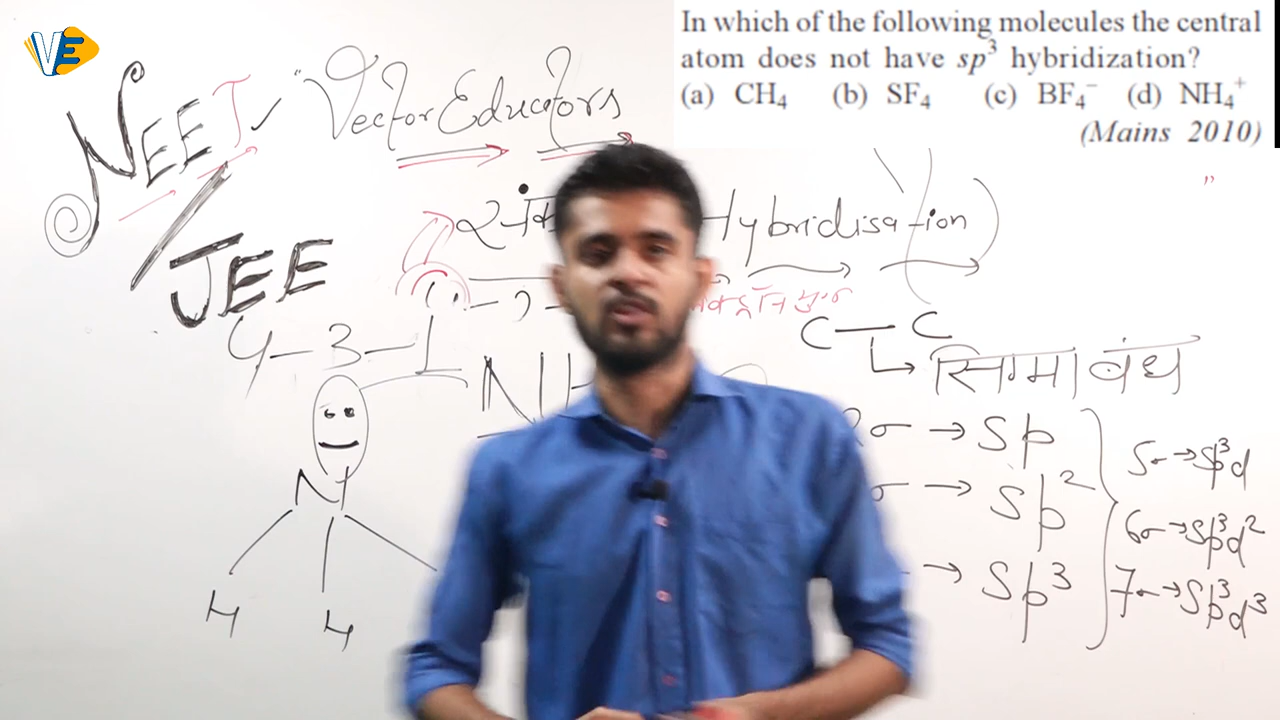 In which of the following molecules the central
atom does not have sp³ hybridization?
(a) CH₄ (b) SF₄ (c) BF₄⁻ (d) NH₄⁺
(Mains 2010)
VE
NEET
"Vector Educators
"
JEE
Hybridisation)
4-3-1
C — C
सिग्मा बंध
NH
2σ → sp
σ → sp²
→ sp³
5σ → sp³d
6σ → sp³d²
7σ → sp³d³
N
H
H